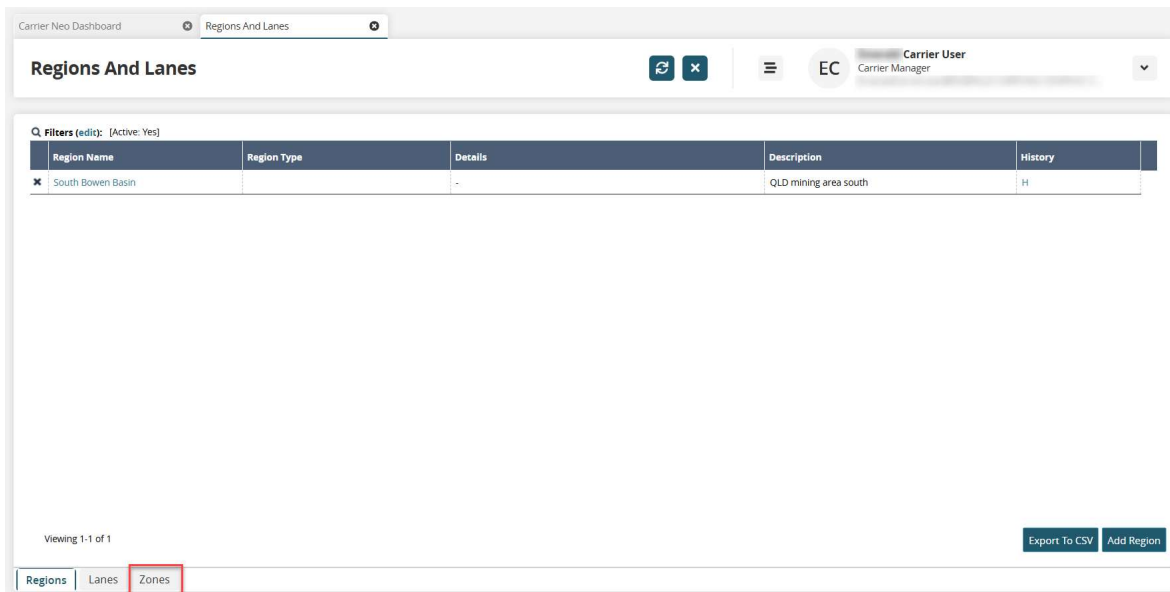 Carrier Neo Dashboard Regions And Lanes
Regions And Lanes
EC
Carrier User
Carrier Manager
Filters (edit): [Active: Yes]
Region Name Region Type Details Description History
South Bowen Basin - QLD mining area south H
Viewing 1-1 of 1
Export To CSV Add Region
Regions Lanes Zones